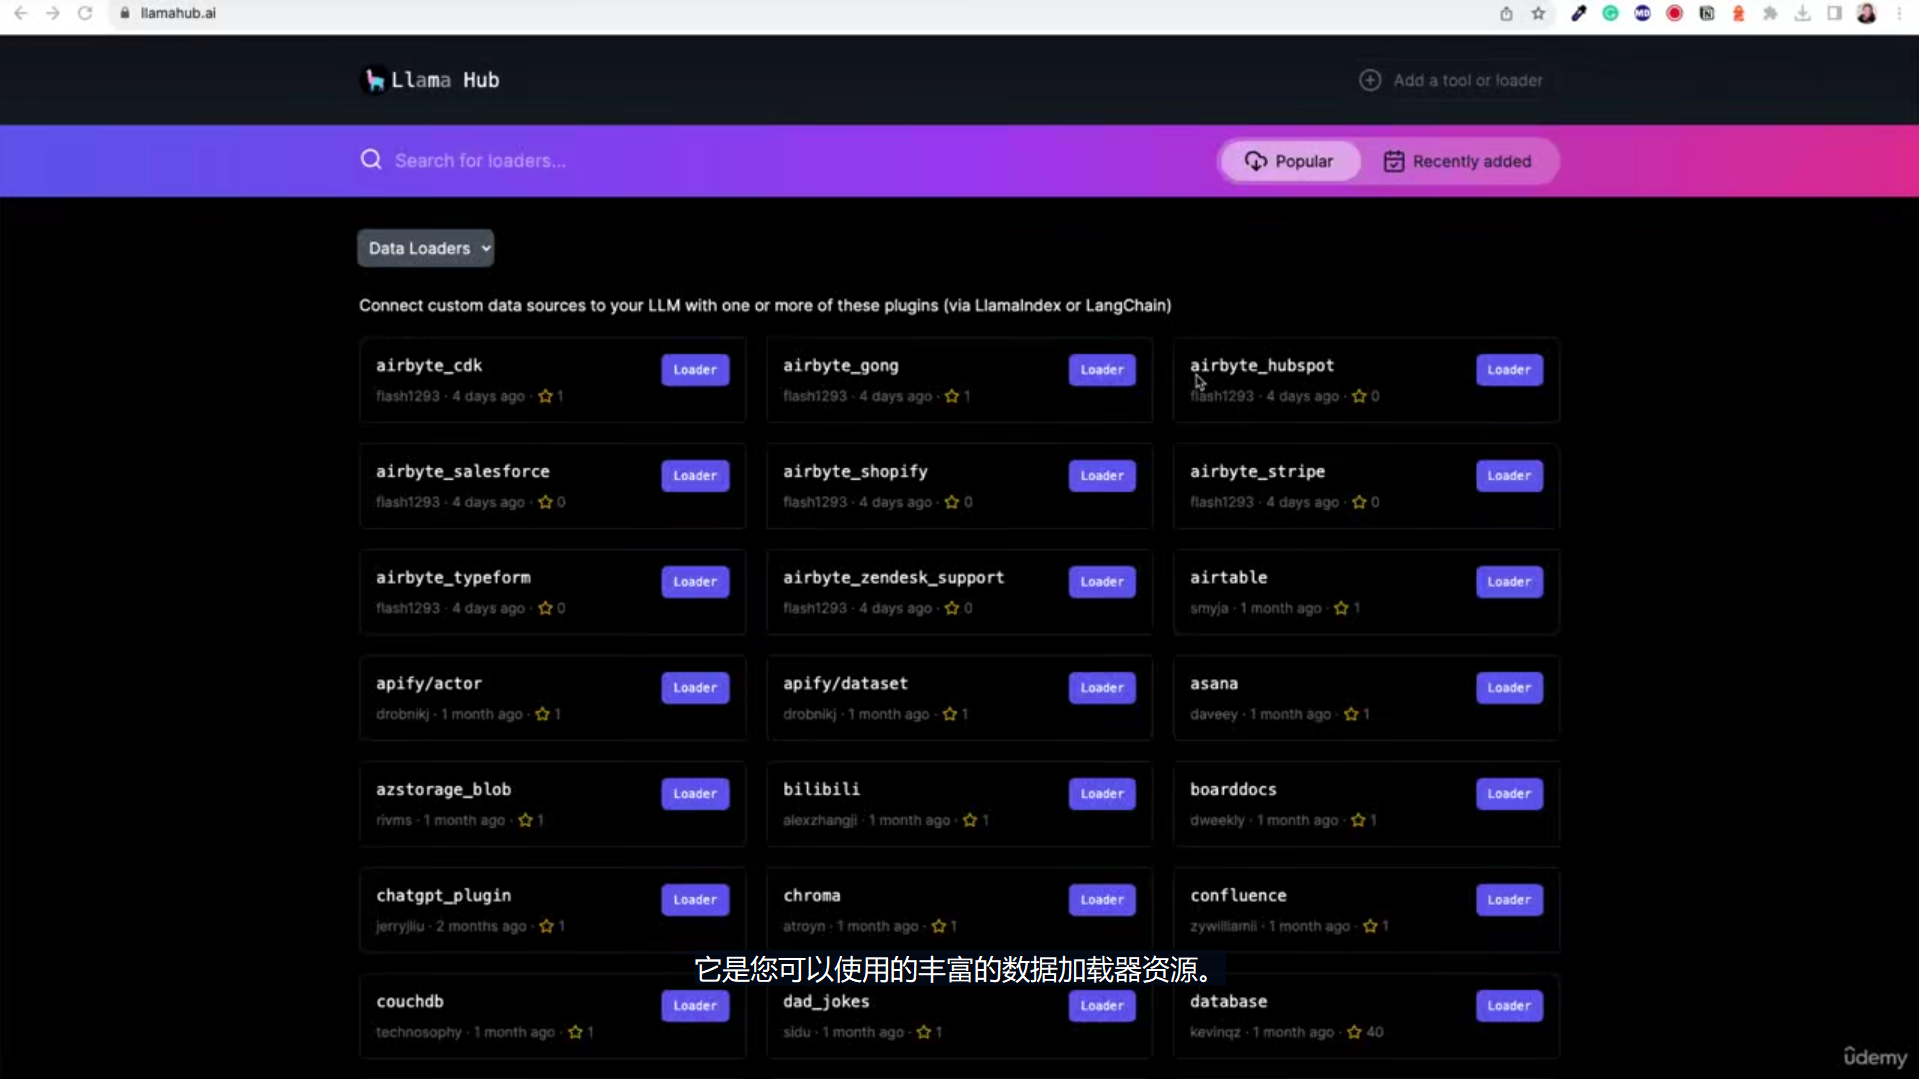 llamahub.ai
Llama Hub
Add a tool or loader
Search for loaders...
Popular
Recently added
Data Loaders
Connect custom data sources to your LLM with one or more of these plugins (via LlamaIndex or LangChain)
airbyte_cdk
Loader
flash1293 · 4 days ago · 1
airbyte_gong
Loader
flash1293 · 4 days ago · 1
airbyte_hubspot
Loader
flash1293 · 4 days ago · 0
airbyte_salesforce
Loader
flash1293 · 4 days ago · 0
airbyte_shopify
Loader
flash1293 · 4 days ago · 0
airbyte_stripe
Loader
flash1293 · 4 days ago · 0
airbyte_typeform
Loader
flash1293 · 4 days ago · 0
airbyte_zendesk_support
Loader
flash1293 · 4 days ago · 0
airtable
Loader
smyja · 1 month ago · 1
apify/actor
Loader
drobnikj · 1 month ago · 1
apify/dataset
Loader
drobnikj · 1 month ago · 1
asana
Loader
daveey · 1 month ago · 1
azstorage_blob
Loader
rivms · 1 month ago · 1
bilibili
Loader
alexzhangji · 1 month ago · 1
boarddocs
Loader
dweekly · 1 month ago · 1
chatgpt_plugin
Loader
jerryjliu · 2 months ago · 1
chroma
Loader
atroyn · 1 month ago · 1
confluence
Loader
zywilliamli · 1 month ago · 1
它是您可以使用的丰富的数据加载器资源。
couchdb
Loader
technosophy · 1 month ago · 1
dad_jokes
Loader
sidu · 1 month ago · 1
database
Loader
kevinqz · 1 month ago · 40
ûdemy